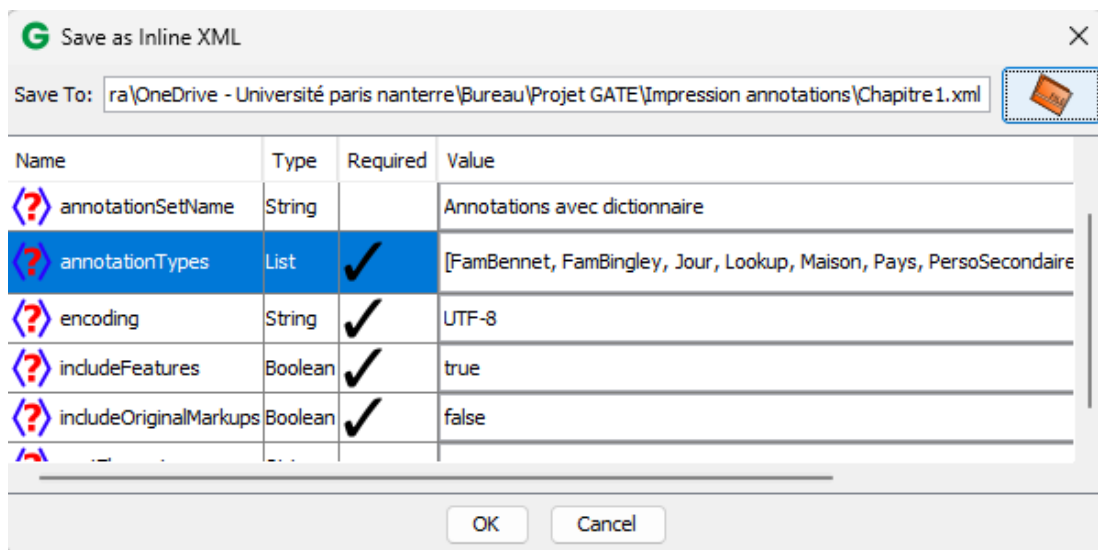 Save as Inline XML
Save To: ra\OneDrive - Université paris nanterre\Bureau\Projet GATE\Impression annotations\Chapitre1.xml
Name Type Required Value
annotationSetName String Annotations avec dictionnaire
annotationTypes List [FamBennet, FamBingley, Jour, Lookup, Maison, Pays, PersoSecondaire
encoding String UTF-8
includeFeatures Boolean true
includeOriginalMarkups Boolean false
OK Cancel